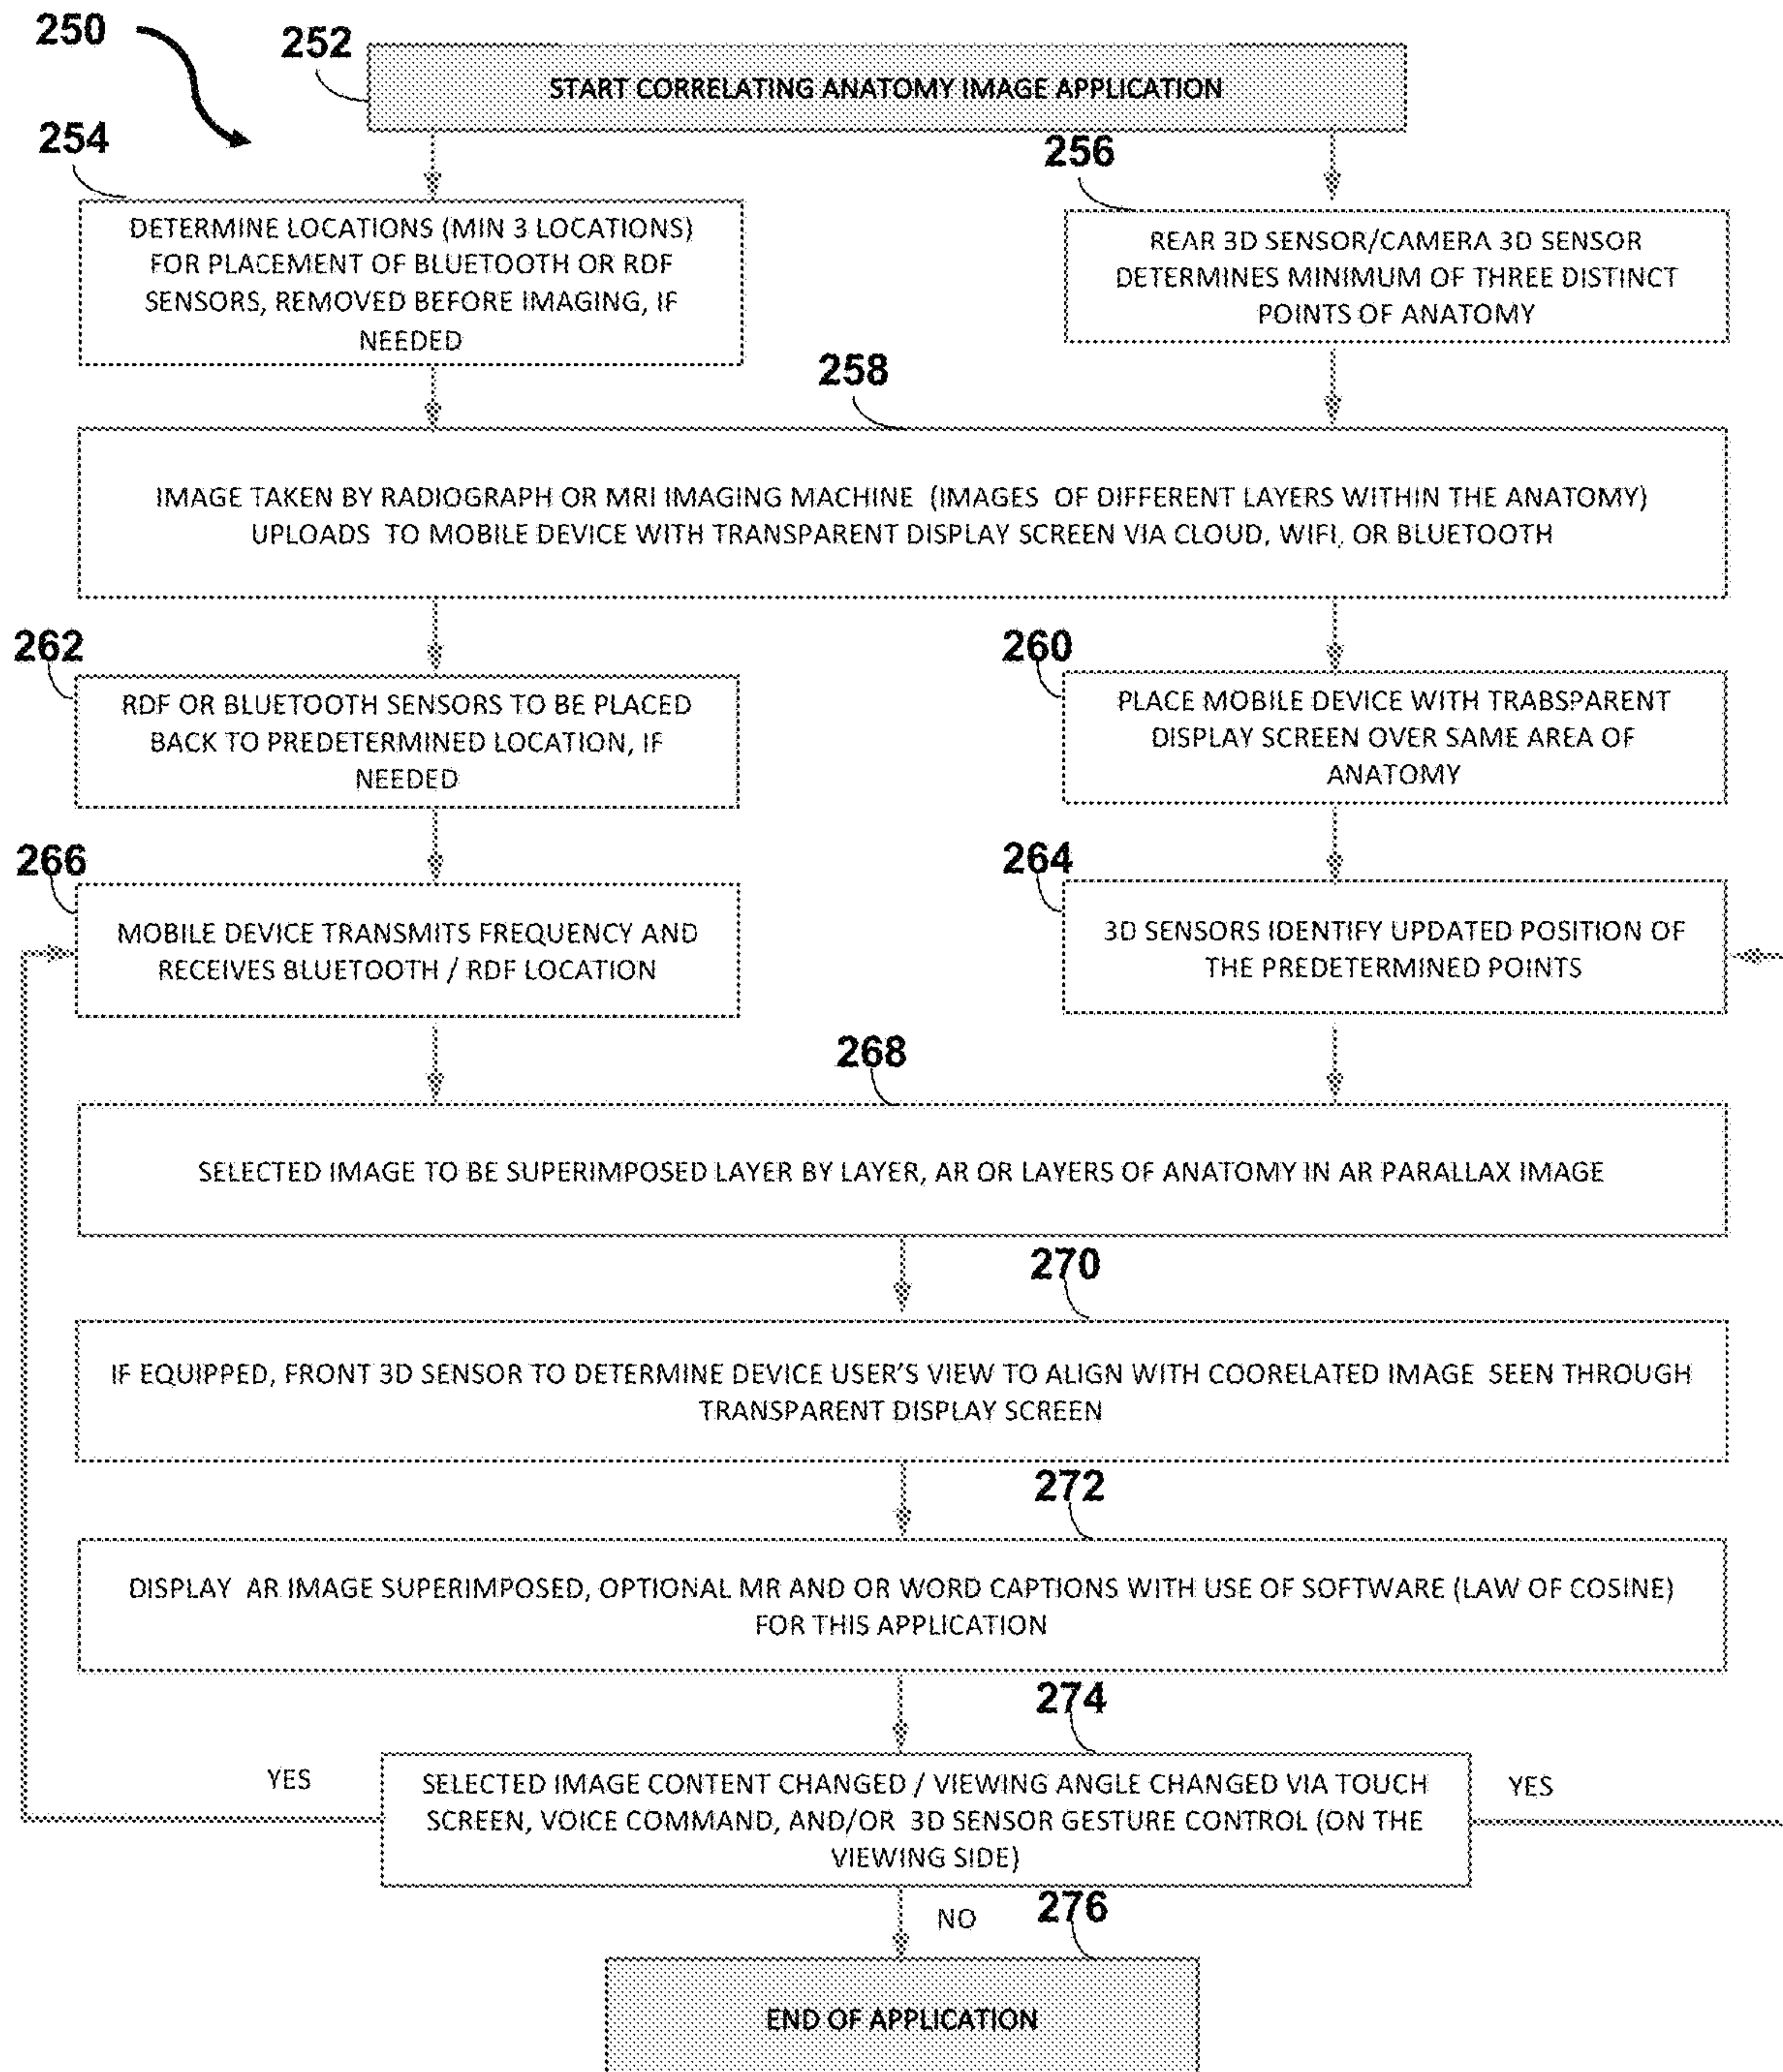 250
252
START CORRELATING ANATOMY IMAGE APPLICATION
254
DETERMINE LOCATIONS (MIN 3 LOCATIONS)
FOR PLACEMENT OF BLUETOOTH OR RDF
SENSORS, REMOVED BEFORE IMAGING, IF
NEEDED
256
REAR 3D SENSOR/CAMERA 3D SENSOR
DETERMINES MINIMUM OF THREE DISTINCT
POINTS OF ANATOMY
258
IMAGE TAKEN BY RADIOGRAPH OR MRI IMAGING MACHINE (IMAGES OF DIFFERENT LAYERS WITHIN THE ANATOMY)
UPLOADS TO MOBILE DEVICE WITH TRANSPARENT DISPLAY SCREEN VIA CLOUD, WIFI, OR BLUETOOTH
262
RDF OR BLUETOOTH SENSORS TO BE PLACED
BACK TO PREDETERMINED LOCATION, IF
NEEDED
260
PLACE MOBILE DEVICE WITH TRABSPARENT
DISPLAY SCREEN OVER SAME AREA OF
ANATOMY
266
MOBILE DEVICE TRANSMITS FREQUENCY AND
RECEIVES BLUETOOTH / RDF LOCATION
264
3D SENSORS IDENTIFY UPDATED POSITION OF
THE PREDETERMINED POINTS
268
SELECTED IMAGE TO BE SUPERIMPOSED LAYER BY LAYER, AR OR LAYERS OF ANATOMY IN AR PARALLAX IMAGE
270
IF EQUIPPED, FRONT 3D SENSOR TO DETERMINE DEVICE USER'S VIEW TO ALIGN WITH COORELATED IMAGE SEEN THROUGH
TRANSPARENT DISPLAY SCREEN
272
DISPLAY AR IMAGE SUPERIMPOSED, OPTIONAL MR AND OR WORD CAPTIONS WITH USE OF SOFTWARE (LAW OF COSINE)
FOR THIS APPLICATION
274
YES
SELECTED IMAGE CONTENT CHANGED / VIEWING ANGLE CHANGED VIA TOUCH
SCREEN, VOICE COMMAND, AND/OR 3D SENSOR GESTURE CONTROL (ON THE
VIEWING SIDE)
YES
NO
276
END OF APPLICATION